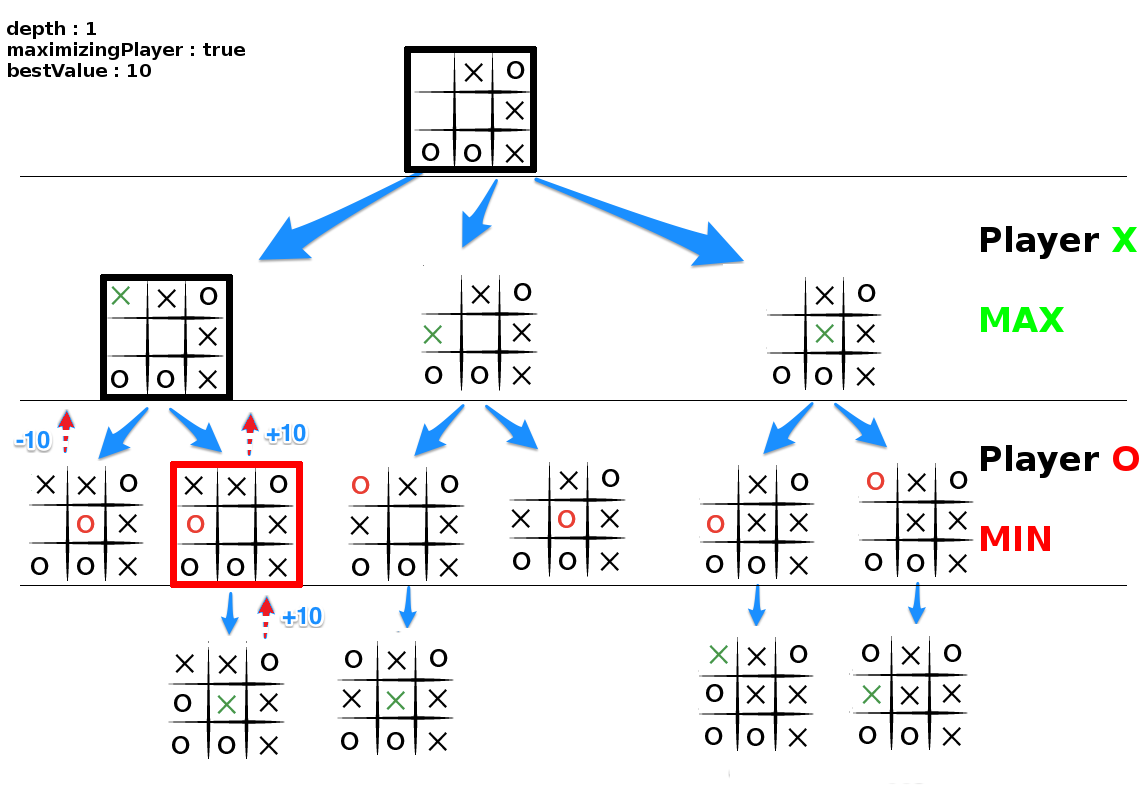 depth : 1
maximizingPlayer : true
bestValue : 10
X O
X
O O X
Player X
X X O X O X O
MAX
X X X X X
O O X O O X O O X
-10
+10
Player O
X X O X X O O X O X O X O O X O
O X O X X X X O X O X X X X
MIN
O O X O O X O O X O O X O O X O O X
+10
X X O O X O X X O O X O
O X X X X X O X X X X X
O O X O O X O O X O O X